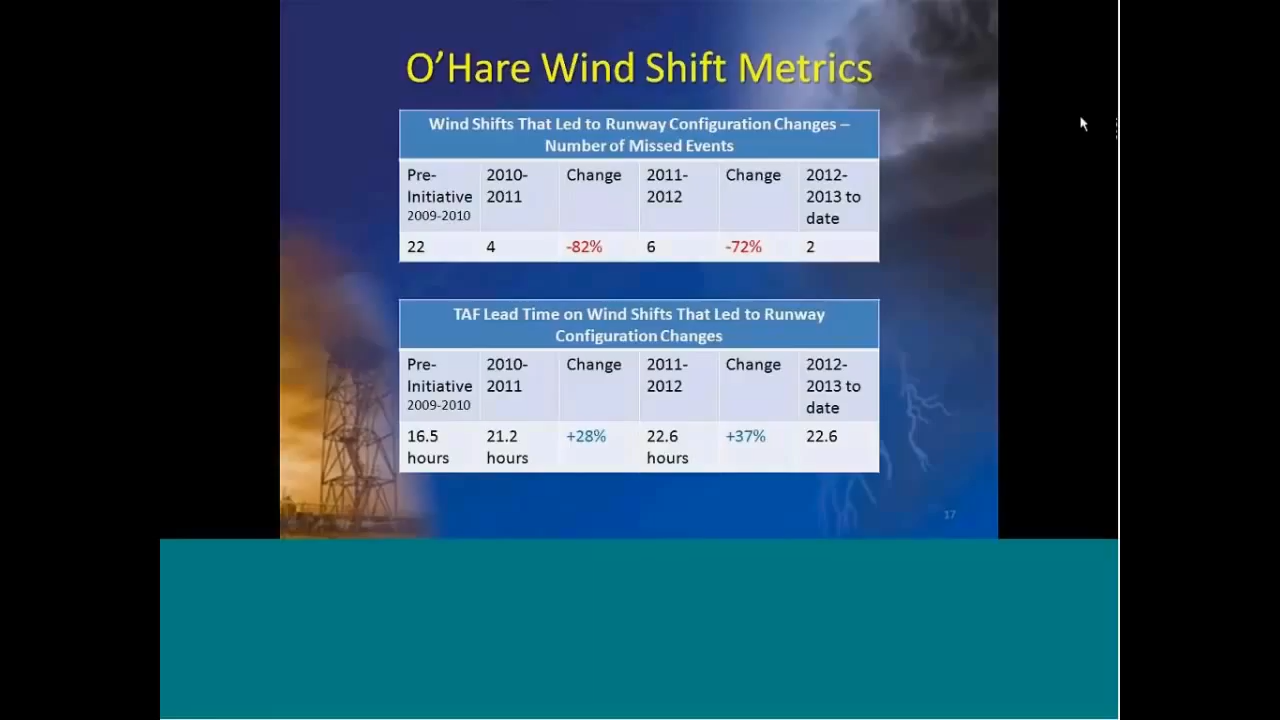 O'Hare Wind Shift Metrics
Wind Shifts That Led to Runway Configuration Changes –
Number of Missed Events
Pre- 2010- Change 2011- Change 2012-
Initiative 2011 2012 2013 to
2009-2010 date
22 4 -82% 6 -72% 2
TAF Lead Time on Wind Shifts That Led to Runway
Configuration Changes
Pre- 2010- Change 2011- Change 2012-
Initiative 2011 2012 2013 to
2009-2010 date
16.5 21.2 +28% 22.6 +37% 22.6
hours hours hours
17